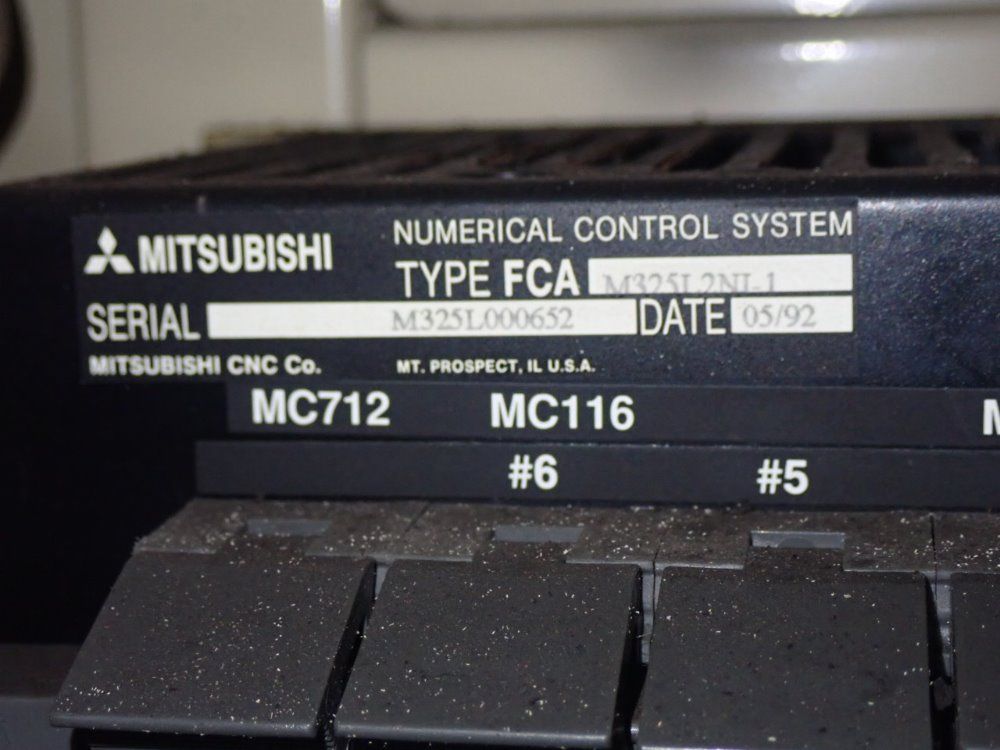 MITSUBISHI NUMERICAL CONTROL SYSTEM
TYPE FCA M325L2NI-1
SERIAL M325L000652 DATE 05/92
MITSUBISHI CNC Co. MT. PROSPECT, IL U.S.A.
MC712 MC116
#6 #5